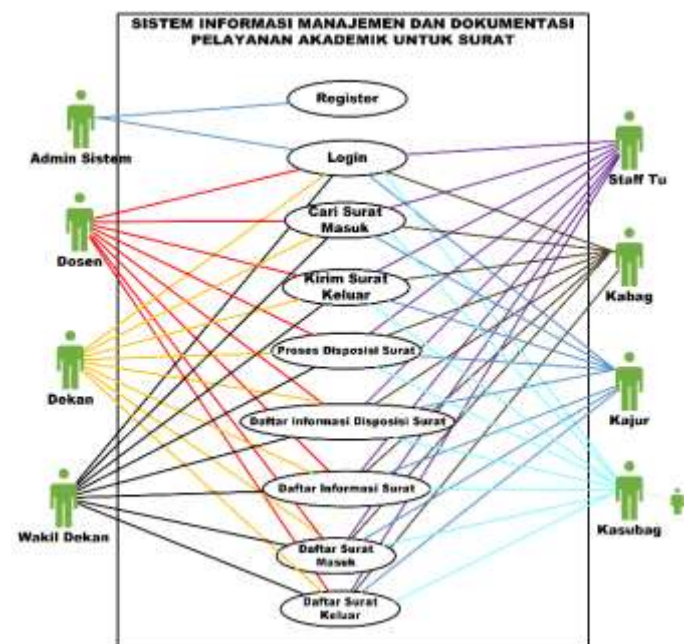 SISTEM INFORMASI MANAJEMEN DAN DOKUMENTASI
PELAYANAN AKADEMIK UNTUK SURAT
Register
Admin Sistem
Login
Staff Tu
Cari Surat
Masuk
Dosen
Kirim Surat
Keluar
Kabag
Proses Disposisi Surat
Dekan
Daftar Informasi Disposisi Surat
Kajur
Daftar Informasi Surat
Wakil Dekan
Kasubag
Daftar Surat
Masuk
Daftar Surat
Keluar